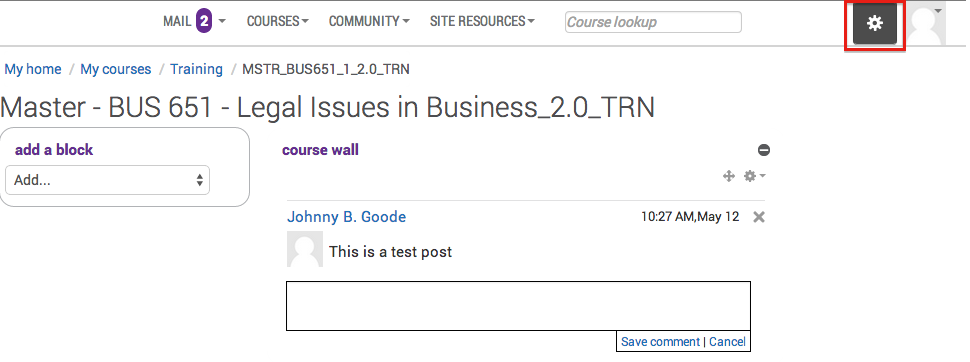 MAIL 2 COURSES COMMUNITY SITE RESOURCES Course lookup
My home / My courses / Training / MSTR_BUS651_1_2.0_TRN
Master - BUS 651 - Legal Issues in Business_2.0_TRN
add a block
Add...
course wall
Johnny B. Goode 10:27 AM,May 12
This is a test post
Save comment | Cancel